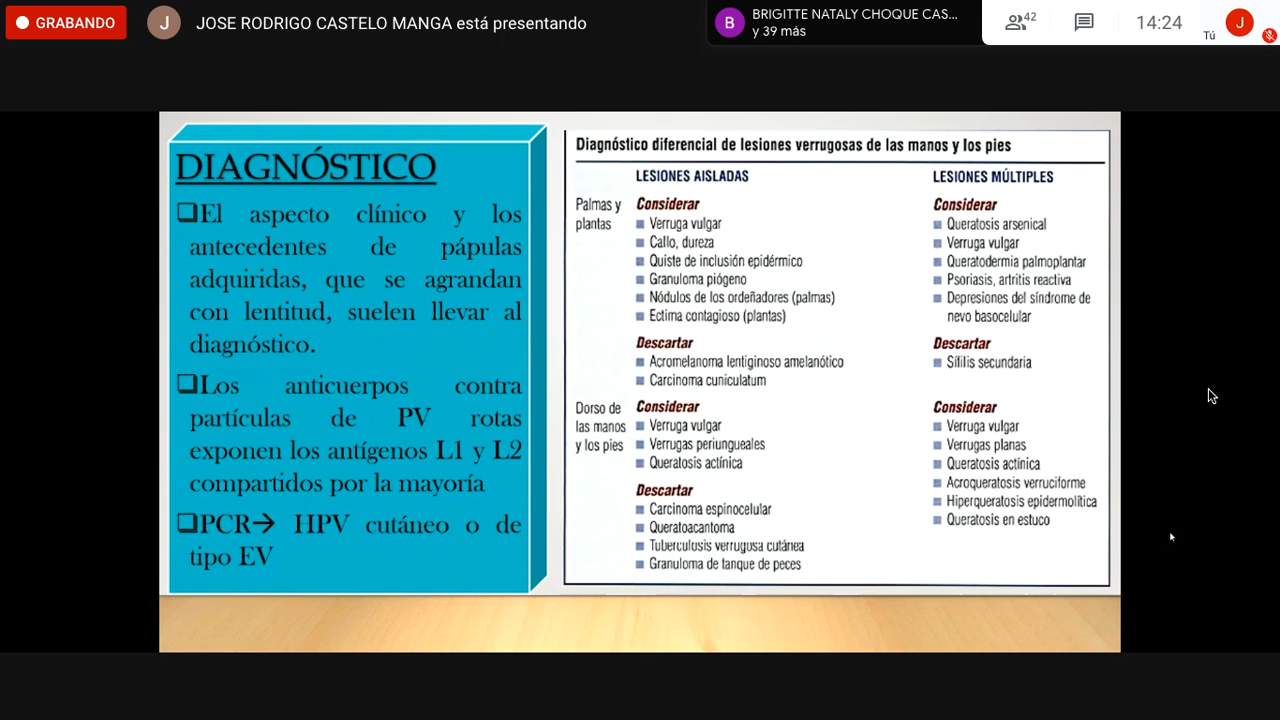 GRABANDO
J
JOSE RODRIGO CASTELO MANGA está presentando
B
BRIGITTE NATALY CHOQUE CAS...
y 39 más
42
14:24
Tú
J
DIAGNÓSTICO
El aspecto clínico y los
antecedentes de pápulas
adquiridas, que se agrandan
con lentitud, suelen llevar al
diagnóstico.
Los anticuerpos contra
partículas de PV rotas
exponen los antígenos L1 y L2
compartidos por la mayoría
PCR→ HPV cutáneo o de
tipo EV
Diagnóstico diferencial de lesiones verrugosas de las manos y los pies
LESIONES AISLADAS
Palmas y
plantas
Considerar
Verruga vulgar
Callo, dureza
Quiste de inclusión epidérmico
Granuloma piógeno
Nódulos de los ordeñadores (palmas)
Ectima contagioso (plantas)
Descartar
Acromelanoma lentiginoso amelanótico
Carcinoma cuniculatum
Dorso de
las manos
y los pies
Considerar
Verruga vulgar
Verrugas periungueales
Queratosis actínica
Descartar
Carcinoma espinocelular
Queratoacantoma
Tuberculosis verrugosa cutánea
Granuloma de tanque de peces
LESIONES MÚLTIPLES
Considerar
Queratosis arsenical
Verruga vulgar
Queratodermia palmoplantar
Psoriasis, artritis reactiva
Depresiones del síndrome de
nevo basocelular
Descartar
Sífilis secundaria
Considerar
Verruga vulgar
Verrugas planas
Queratosis actínica
Acroqueratosis verruciforme
Hiperqueratosis epidermolítica
Queratosis en estuco